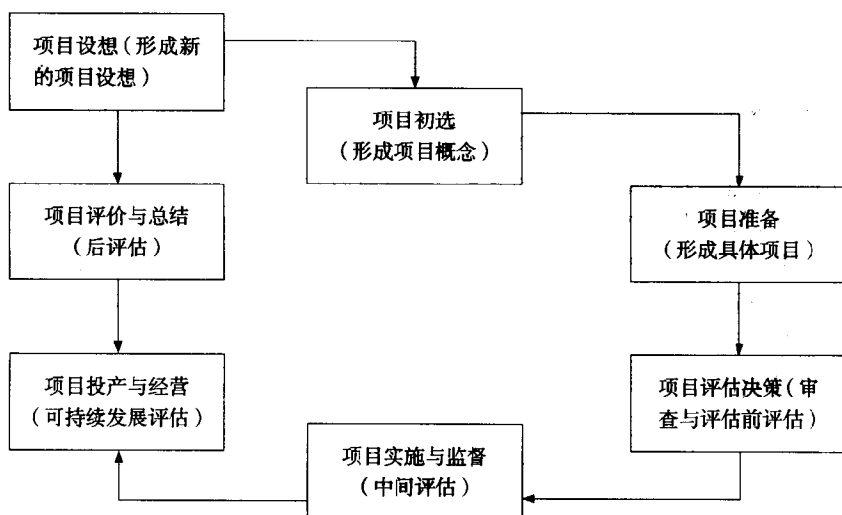 项目设想(形成新
的项目设想)
项目初选
(形成项目概念)
项目评价与总结
(后评估)
项目准备
(形成具体项目)
项目投产与经营
(可持续发展评估)
项目评估决策(审
查与评估前评估)
项目实施与监督
(中间评估)